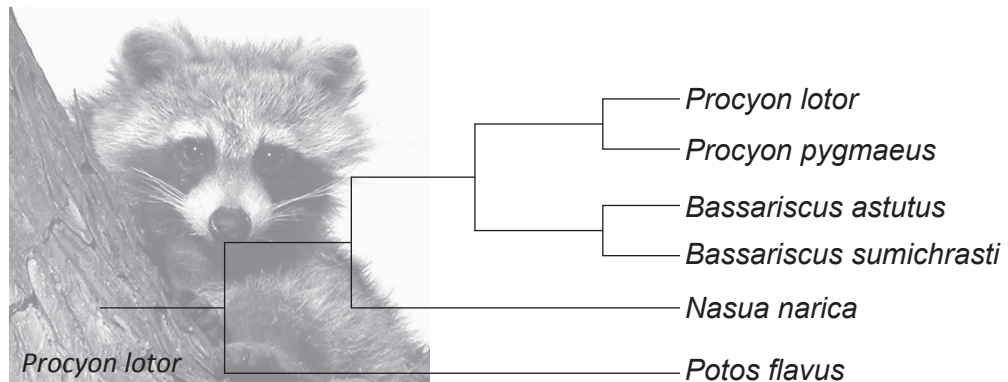 Procyon lotor
Procyon pygmaeus
Bassariscus astutus
Bassariscus sumichrasti
Nasua narica
Potos flavus
Procyon lotor